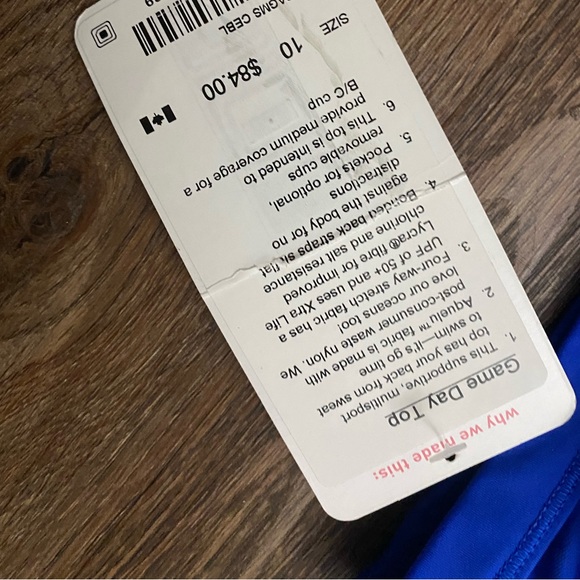 why we made this:
Game Day Top
1. This supportive, multisport
top has your back from sweat
to swim—it's go time
2. Aquelu™ fabric is made with
post-consumer waste nylon. We
love our oceans too!
3. Four-way stretch fabric has a
UPF of 50+ and uses Xtra Life
Lycra® fibre for improved
chlorine and salt resistance
4. Bonded back straps sit flat
against the body for no
distractions
5. Pockets for optional,
removable cups
6. This top is intended to
provide medium coverage for a
B/C cup
$84.00
SIZE 10
CEBL